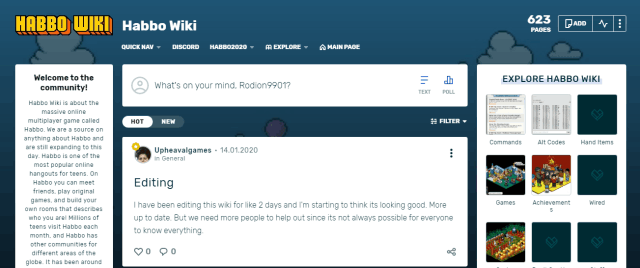 HABBO WIKI
Habbo Wiki
623
PAGES
ADD
QUICK NAV
DISCORD
HABBO2020
EXPLORE
MAIN PAGE
Welcome to the
community!
Habbo Wiki is about the
massive online
multiplayer game called
Habbo. We are a source on
anything about Habbo and
are still expanding to this
day. Habbo is one of the
most popular online
hangouts for teens. On
Habbo you can meet
friends, play original
games, and build your
own rooms that describes
who you are! Millions of
teens visit Habbo each
month, and Habbo has
other communities for
different areas of the
globe. It has been around
What's on your mind, Rodion9901?
TEXT
POLL
HOT
NEW
FILTER
Upheavalgames • 14.01.2020
in General
Editing
I have been editing this wiki for like 2 days and I'm starting to think its looking good. More
up to date. But we need more people to help out since its not always possible for everyone
to know everything.
0
0
EXPLORE HABBO WIKI
Commands
Alt Codes
Hand Items
Games
Achievement
s
Wired